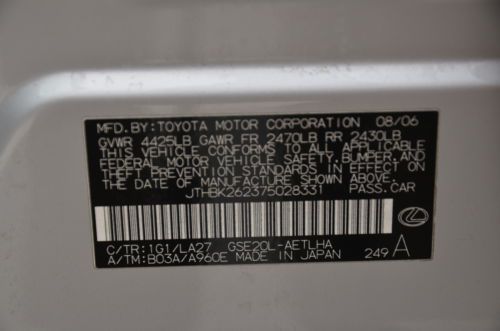 MFD. BY: TOYOTA MOTOR CORPORATION 08/06
GVWR 4425LB GAWR FR 2470LB RR 2430LB
THIS VEHICLE CONFORMS TO ALL APPLICABLE
FEDERAL MOTOR VEHICLE SAFETY, BUMPER, AND
THEFT PREVENTION STANDARDS IN EFFECT ON
THE DATE OF MANUFACTURE SHOWN ABOVE.
JTHBK262375028331 PASS.CAR
C/TR: 1G1/LA27 GSE20L-AETLHA
A/TM: B03A/A960E MADE IN JAPAN 249 A